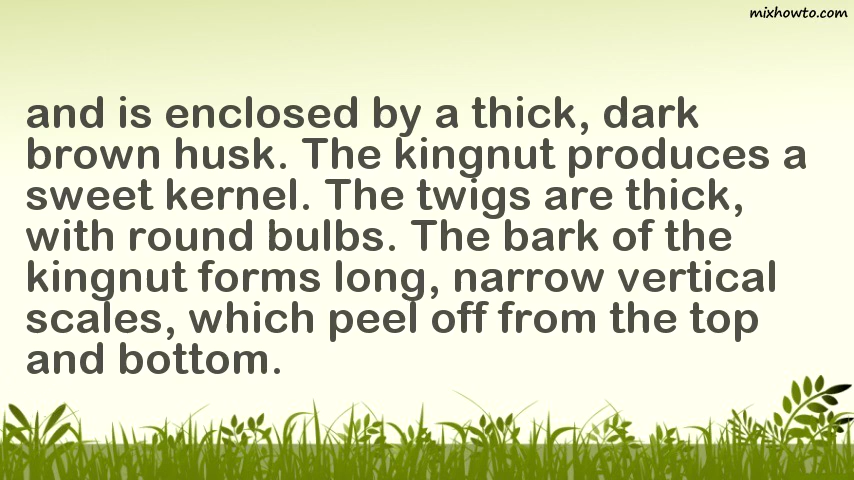 mixhowto.com
and is enclosed by a thick, dark
brown husk. The kingnut produces a
sweet kernel. The twigs are thick,
with round bulbs. The bark of the
kingnut forms long, narrow vertical
scales, which peel off from the top
and bottom.